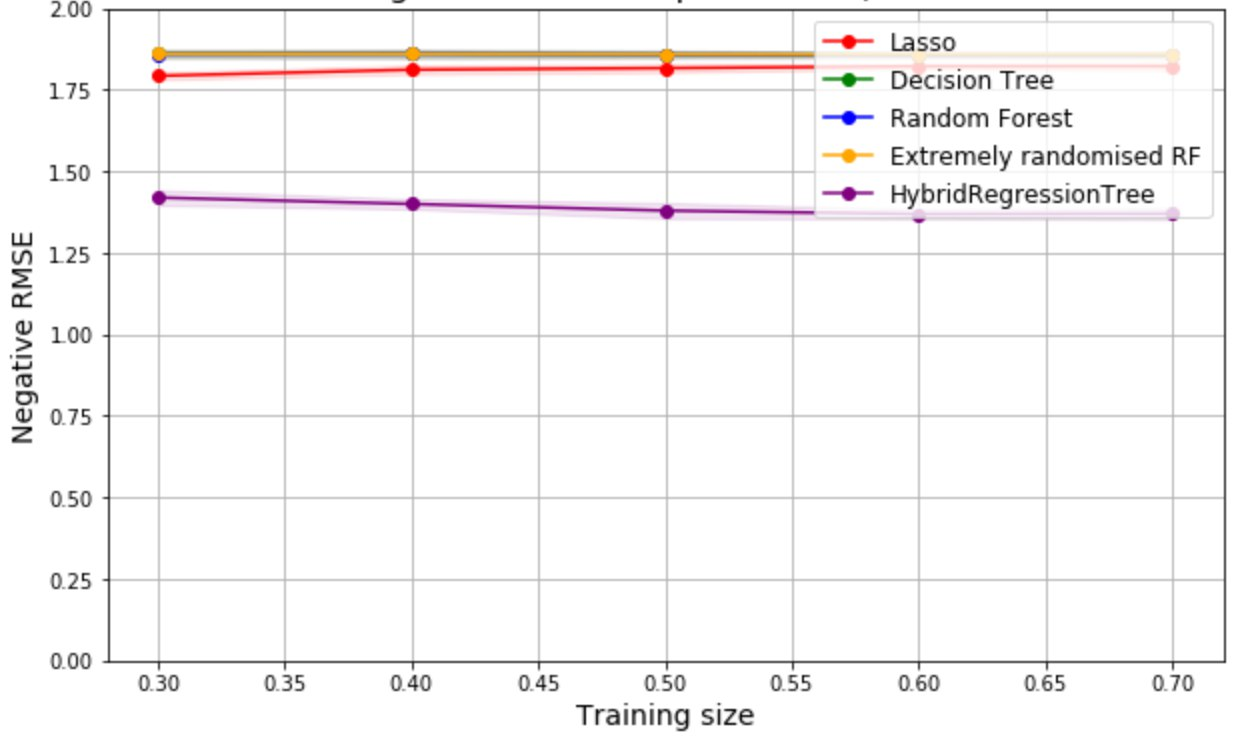 2.00
1.75
1.50
1.25
1.00
0.75
0.50
0.25
0.00
Negative RMSE
Lasso
Decision Tree
Random Forest
Extremely randomised RF
HybridRegressionTree
0.30 0.35 0.40 0.45 0.50 0.55 0.60 0.65 0.70
Training size